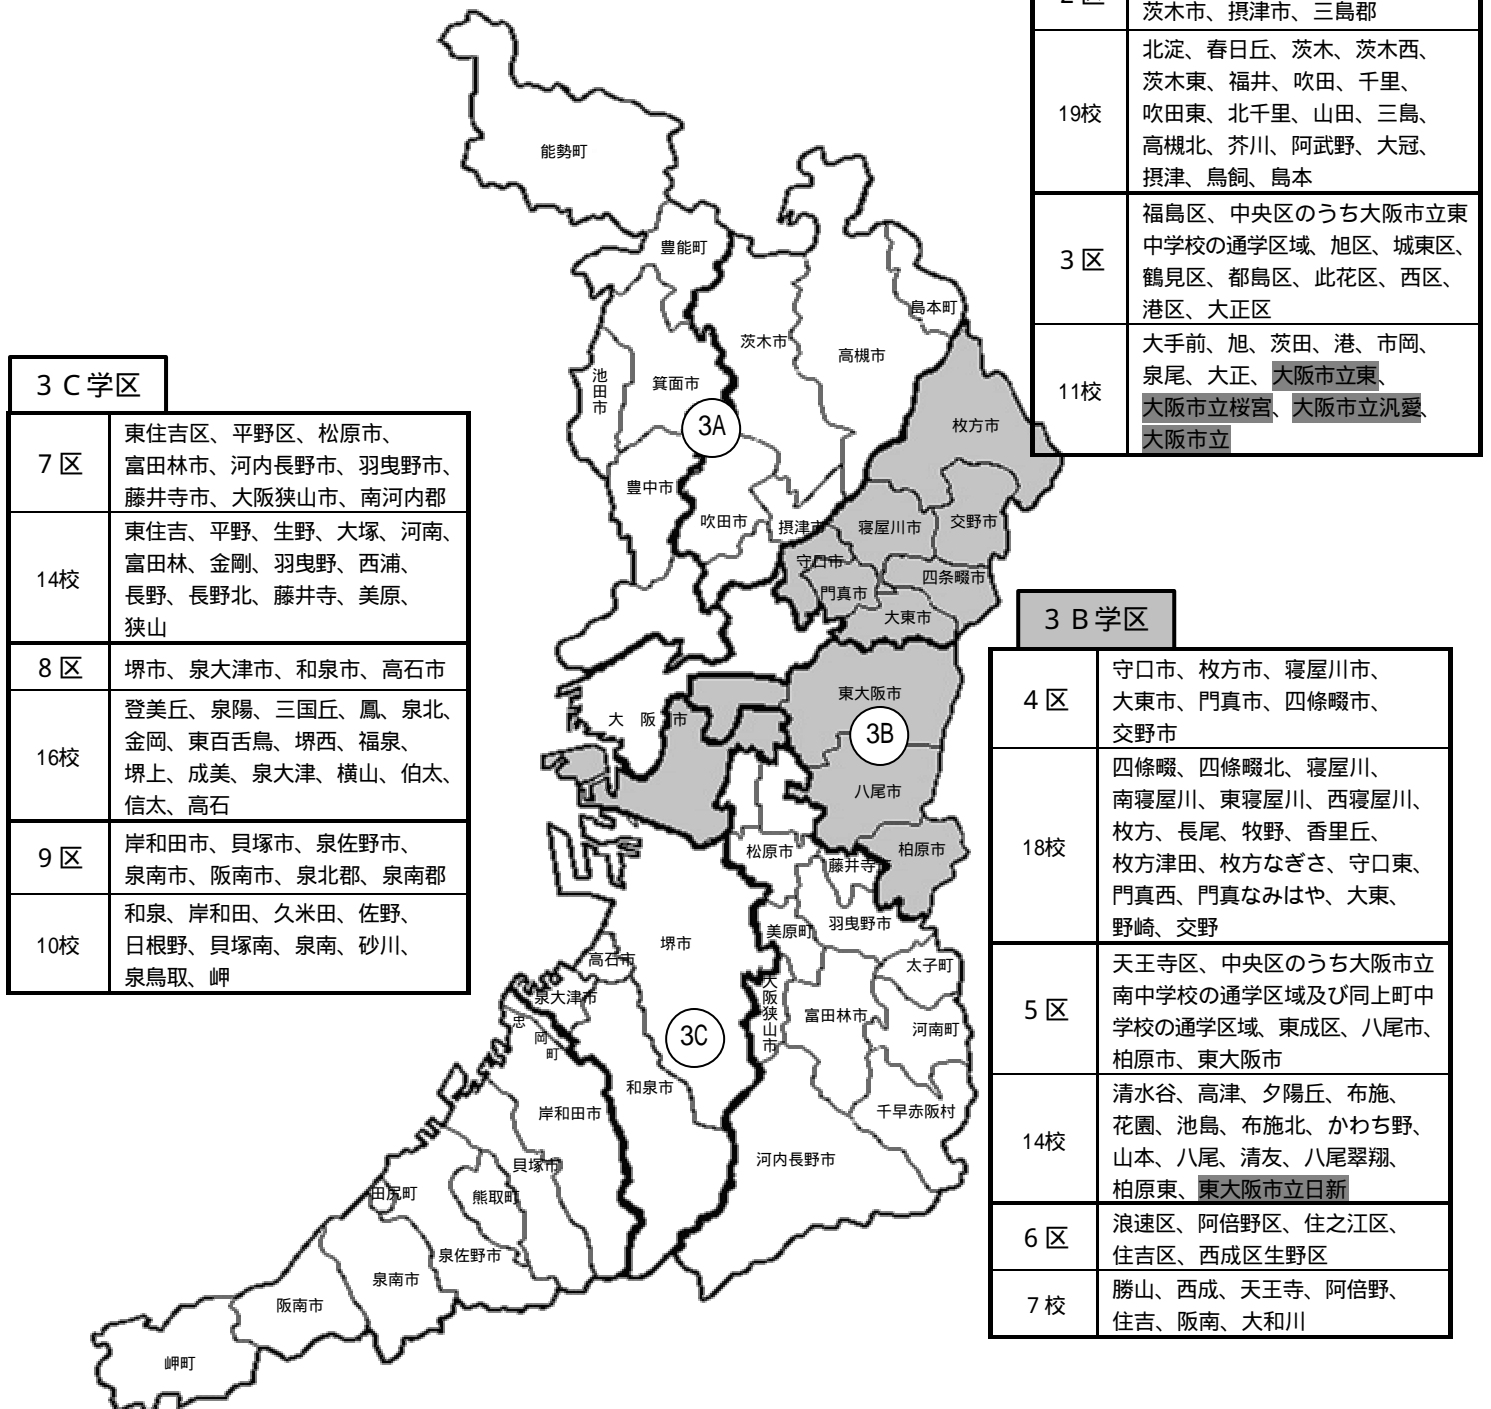 茨木市、摂津市、三島郡
19校
北淀、春日丘、茨木、茨木西、
茨木東、福井、吹田、千里、
吹田東、北千里、山田、三島、
高槻北、芥川、阿武野、大冠、
摂津、鳥飼、島本
3 区
福島区、中央区のうち大阪市立東
中学校の通学区域、旭区、城東区、
鶴見区、都島区、此花区、西区、
港区、大正区
11校
大手前、旭、茨田、港、市岡、
泉尾、大正、大阪市立東、
大阪市立桜宮、大阪市立汎愛、
大阪市立
3 C 学区
7 区
東住吉区、平野区、松原市、
富田林市、河内長野市、羽曳野市、
藤井寺市、大阪狭山市、南河内郡
14校
東住吉、平野、生野、大塚、河南、
富田林、金剛、羽曳野、西浦、
長野、長野北、藤井寺、美原、
狭山
8 区
堺市、泉大津市、和泉市、高石市
16校
登美丘、泉陽、三国丘、鳳、泉北、
金岡、東百舌鳥、堺西、福泉、
堺上、成美、泉大津、横山、伯太、
信太、高石
9 区
岸和田市、貝塚市、泉佐野市、
泉南市、阪南市、泉北郡、泉南郡
10校
和泉、岸和田、久米田、佐野、
日根野、貝塚南、泉南、砂川、
泉鳥取、岬
3 B 学区
4 区
守口市、枚方市、寝屋川市、
大東市、門真市、四條畷市、
交野市
18校
四條畷、四條畷北、寝屋川、
南寝屋川、東寝屋川、西寝屋川、
枚方、長尾、牧野、香里丘、
枚方津田、枚方なぎさ、守口東、
門真西、門真なみはや、大東、
野崎、交野
5 区
天王寺区、中央区のうち大阪市立
南中学校の通学区域及び同上町中
学校の通学区域、東成区、八尾市、
柏原市、東大阪市
14校
清水谷、高津、夕陽丘、布施、
花園、池島、布施北、かわち野、
山本、八尾、清友、八尾翠翔、
柏原東、東大阪市立日新
6 区
浪速区、阿倍野区、住之江区、
住吉区、西成区生野区
7 校
勝山、西成、天王寺、阿倍野、
住吉、阪南、大和川
能勢町
豊能町
島本町
茨木市
高槻市
池田市
箕面市
3A
枚方市
豊中市
吹田市
摂津市
寝屋川市
交野市
守口市
四条畷市
門真市
大東市
東大阪市
大 阪 市
3B
八尾市
松原市
藤井寺市
柏原市
羽曳野市
美原町
堺市
高石市
太子町
大阪狭山市
泉大津市
富田林市
忠岡町
河南町
3C
和泉市
岸和田市
千早赤阪村
河内長野市
貝塚市
田尻町
熊取町
泉佐野市
泉南市
阪南市
岬町